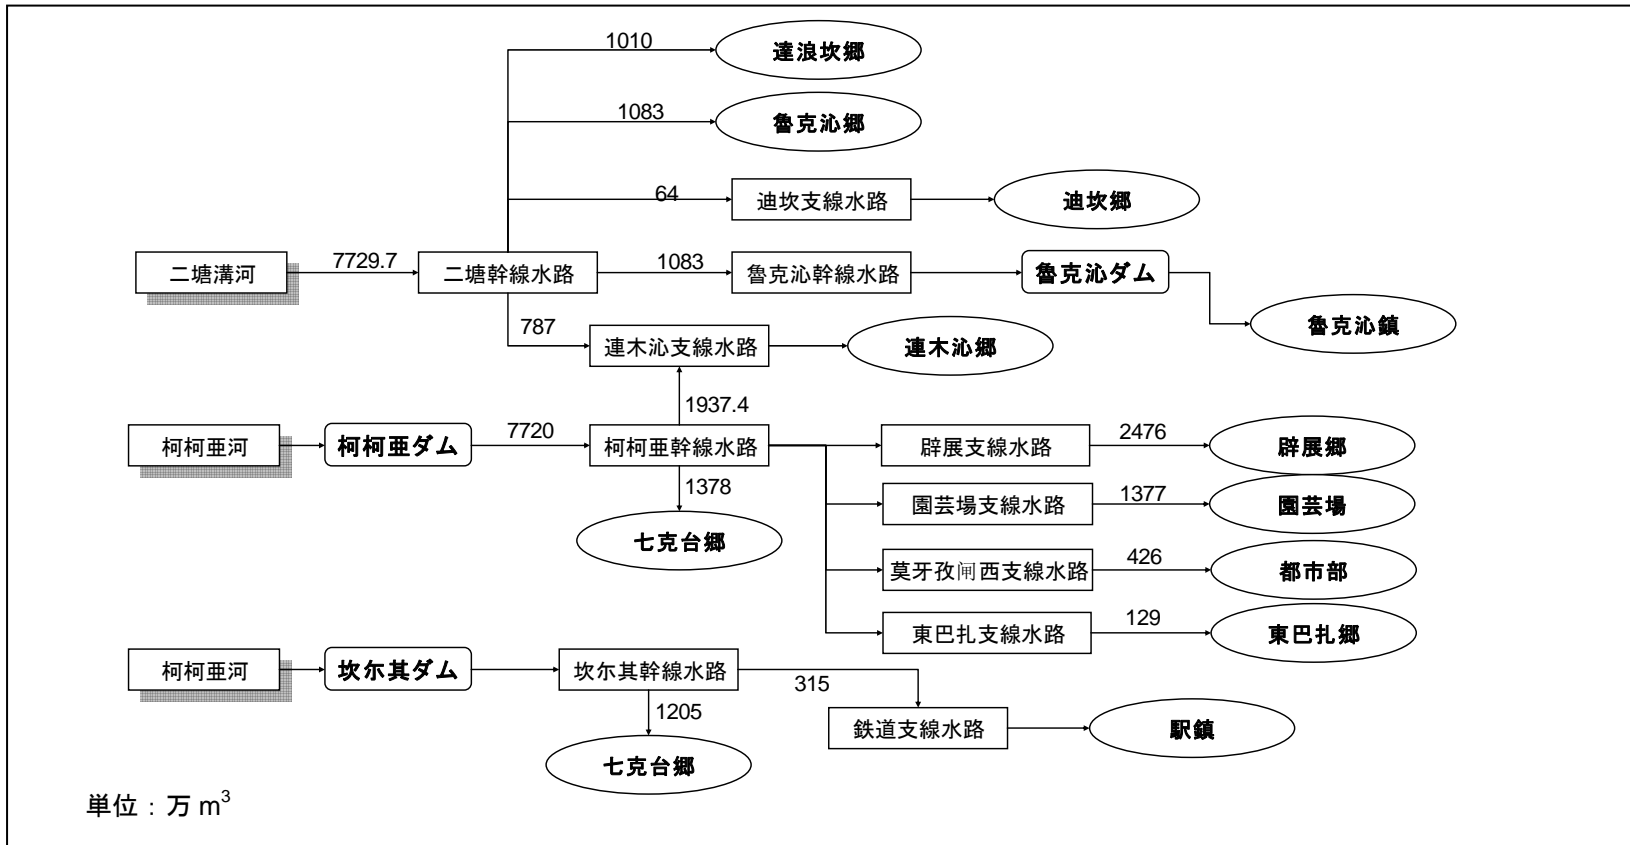 1010
達浪坎郷
1083
魯克沁郷
64
迪坎支線水路
迪坎郷
二塘溝河
7729.7
二塘幹線水路
1083
魯克沁幹線水路
魯克沁ダム
魯克沁鎮
787
連木沁支線水路
連木沁郷
1937.4
柯柯亜河
柯柯亜ダム
7720
柯柯亜幹線水路
辟展支線水路
2476
辟展郷
1378
園芸場支線水路
1377
園芸場
七克台郷
莫牙孜闸西支線水路
426
都市部
東巴扎支線水路
129
東巴扎郷
柯柯亜河
坎尓其ダム
坎尓其幹線水路
315
1205
鉄道支線水路
駅鎮
七克台郷
単位：万 m³